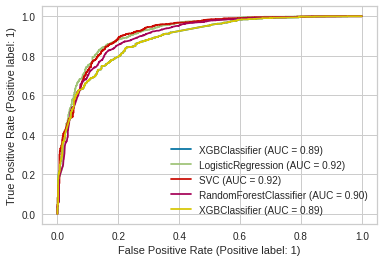 1.0
0.8
0.6
0.4
0.2
0.0
True Positive Rate (Positive label: 1)
XGBClassifier (AUC = 0.89)
LogisticRegression (AUC = 0.92)
SVC (AUC = 0.92)
RandomForestClassifier (AUC = 0.90)
XGBClassifier (AUC = 0.89)
0.0 0.2 0.4 0.6 0.8 1.0
False Positive Rate (Positive label: 1)